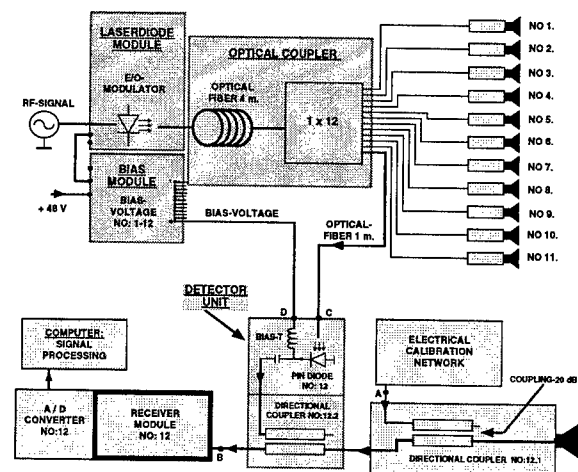 LASERDIODE
MODULE
E/O-
MODULATOR
RF-SIGNAL
OPTICAL COUPLER
OPTICAL
FIBER 4 m.
1 x 12
NO 1.
NO 2.
NO 3.
NO 4.
NO 5.
NO 6.
NO 7.
NO 8.
NO 9.
NO 10.
NO 11.
BIAS
MODULE
BIAS-
VOLTAGE
NO: 1-12
+ 48 V
BIAS-VOLTAGE
OPTICAL-
FIBER 1 m.
DETECTOR
UNIT
D
C
BIAS-T
PIN DIODE
NO: 12
DIRECTIONAL
COUPLER NO:12.2
COMPUTER:
SIGNAL
PROCESSING
A / D
CONVERTER
NO:12
RECEIVER
MODULE
NO: 12
B
ELECTRICAL
CALIBRATION
NETWORK
A
COUPLING-20 dB
DIRECTIONAL COUPLER NO:12.1